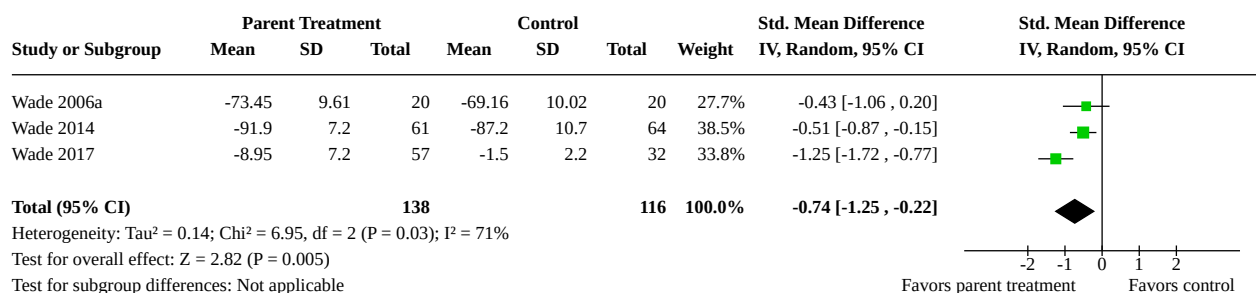 Parent Treatment Control Std. Mean Difference Std. Mean Difference
Study or Subgroup Mean SD Total Mean SD Total Weight IV, Random, 95% CI IV, Random, 95% CI
Wade 2006a -73.45 9.61 20 -69.16 10.02 20 27.7% -0.43 [-1.06 , 0.20]
Wade 2014 -91.9 7.2 61 -87.2 10.7 64 38.5% -0.51 [-0.87 , -0.15]
Wade 2017 -8.95 7.2 57 -1.5 2.2 32 33.8% -1.25 [-1.72 , -0.77]
Total (95% CI) 138 116 100.0% -0.74 [-1.25 , -0.22]
Heterogeneity: Tau² = 0.14; Chi² = 6.95, df = 2 (P = 0.03); I² = 71%
Test for overall effect: Z = 2.82 (P = 0.005) -2 -1 0 1 2
Test for subgroup differences: Not applicable Favors parent treatment Favors control